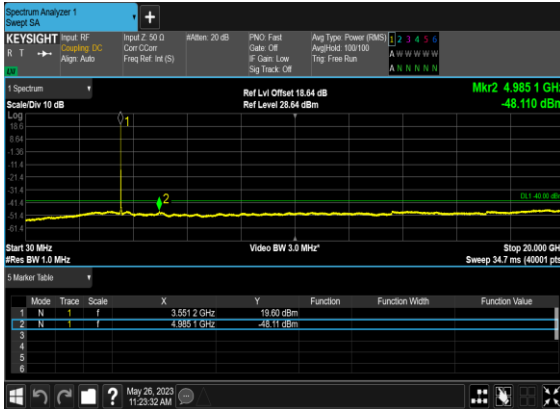 Spectrum Analyzer 1
Swept SA
+
KEYSIGHT Input: RF Input Z: 50 Ω #Atten: 20 dB PNO: Fast Avg Type: Power (RMS) 1 2 3 4 5 6
R T Coupling: DC Corr CCorr Gate: Off Avg|Hold: 100/100 A W W W W W
Align: Auto Freq Ref: Int (S) IF Gain: Low Trig: Free Run
Sig Track: Off A N N N N N
1 Spectrum Ref Lvl Offset 18.64 dB Mkr2 4.985 1 GHz
Scale/Div 10 dB Ref Level 28.64 dBm -48.110 dBm
Log
18.6
8.64
-1.36
-11.4
-21.4
-31.4
-41.4
-51.4
-61.4
1
2
DL1 -40.00 dBm
Start 30 MHz Video BW 3.0 MHz* Stop 20.000 GHz
#Res BW 1.0 MHz Sweep 34.7 ms (40001 pts)
5 Marker Table
Mode Trace Scale X Y Function Function Width Function Value
1 N 1 f 3.551 2 GHz 19.60 dBm
2 N 1 f 4.985 1 GHz -48.11 dBm
3
4
5
6
? May 26, 2023
11:23:32 AM